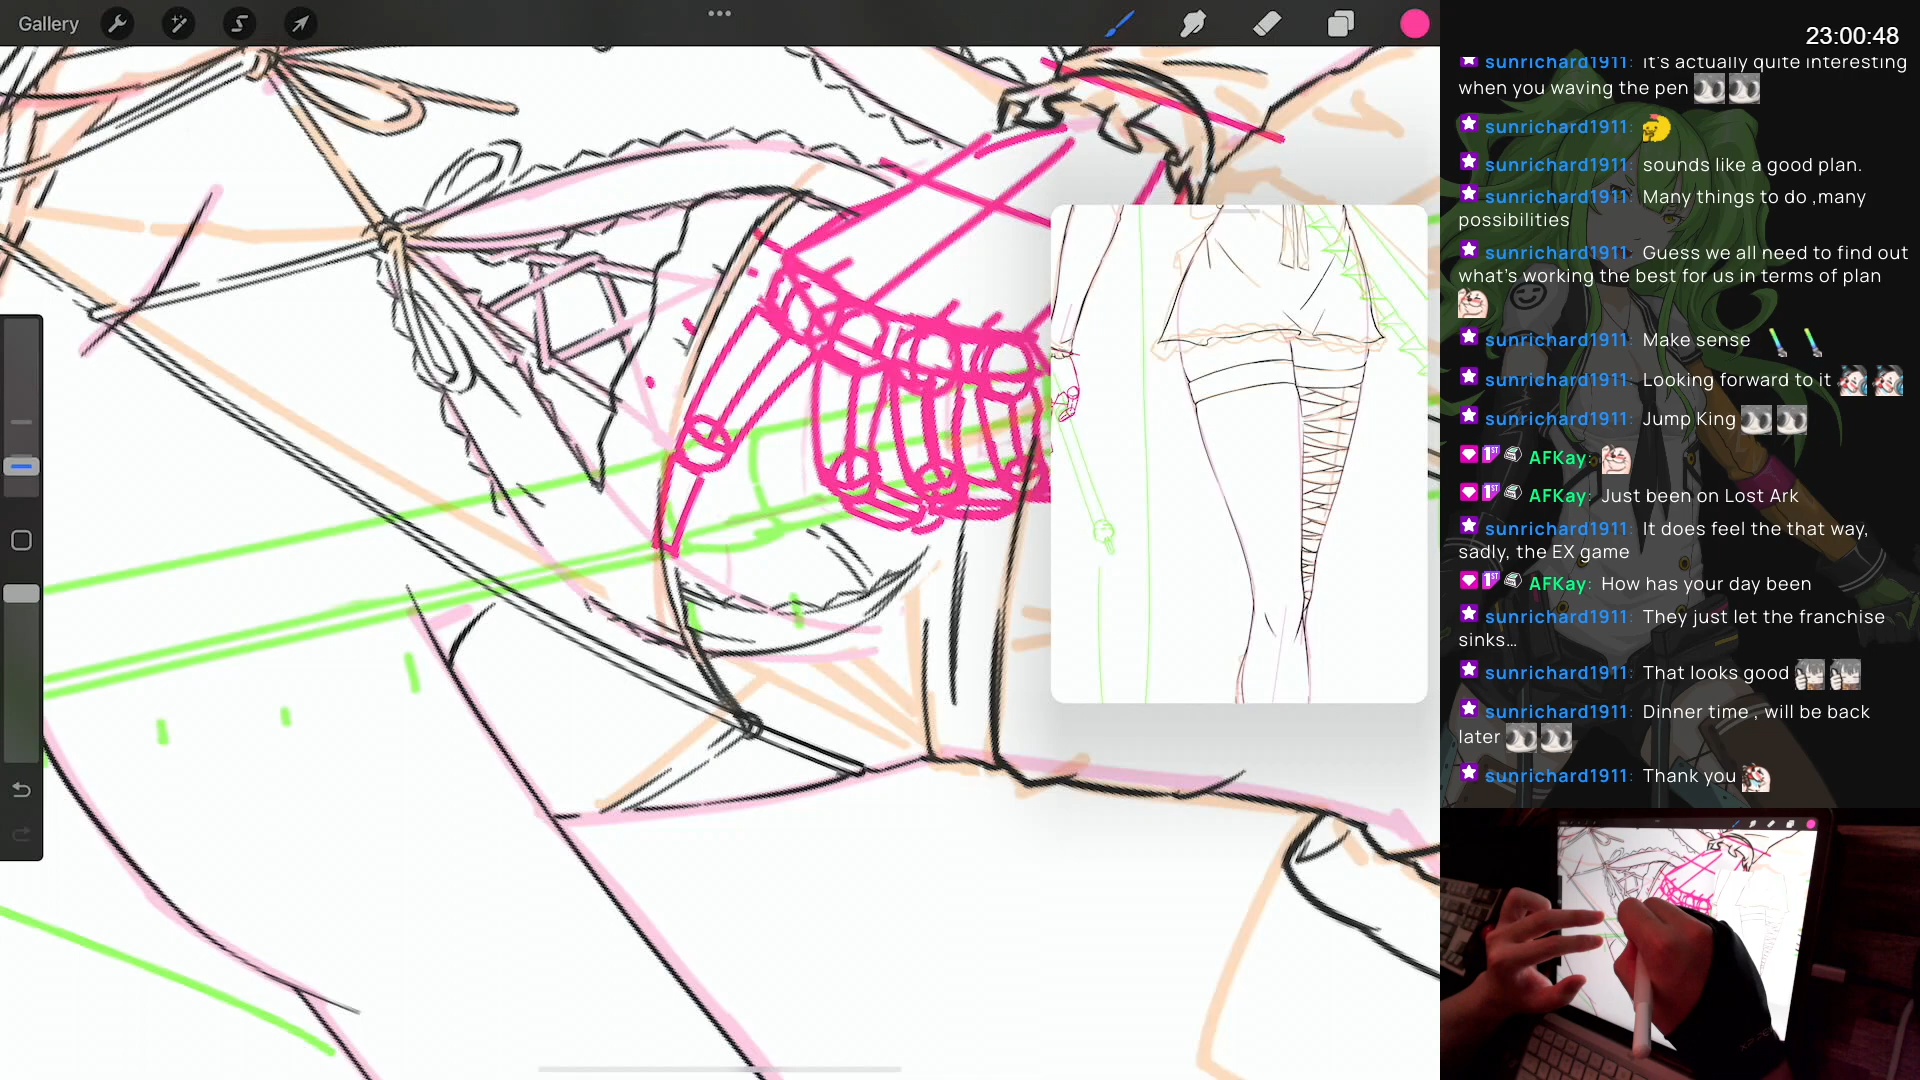 Gallery
23:00:48
sunrichard1911: it's actually quite interesting
when you waving the pen
sunrichard1911:
sunrichard1911: sounds like a good plan.
sunrichard1911: Many things to do ,many
possibilities
sunrichard1911: Guess we all need to find out
what's working the best for us in terms of plan
sunrichard1911: Make sense
sunrichard1911: Looking forward to it
sunrichard1911: Jump King
1ST AFKay:
1ST AFKay: Just been on Lost Ark
sunrichard1911: It does feel the that way,
sadly, the EX game
1ST AFKay: How has your day been
sunrichard1911: They just let the franchise
sinks...
sunrichard1911: That looks good
sunrichard1911: Dinner time , will be back
later
sunrichard1911: Thank you